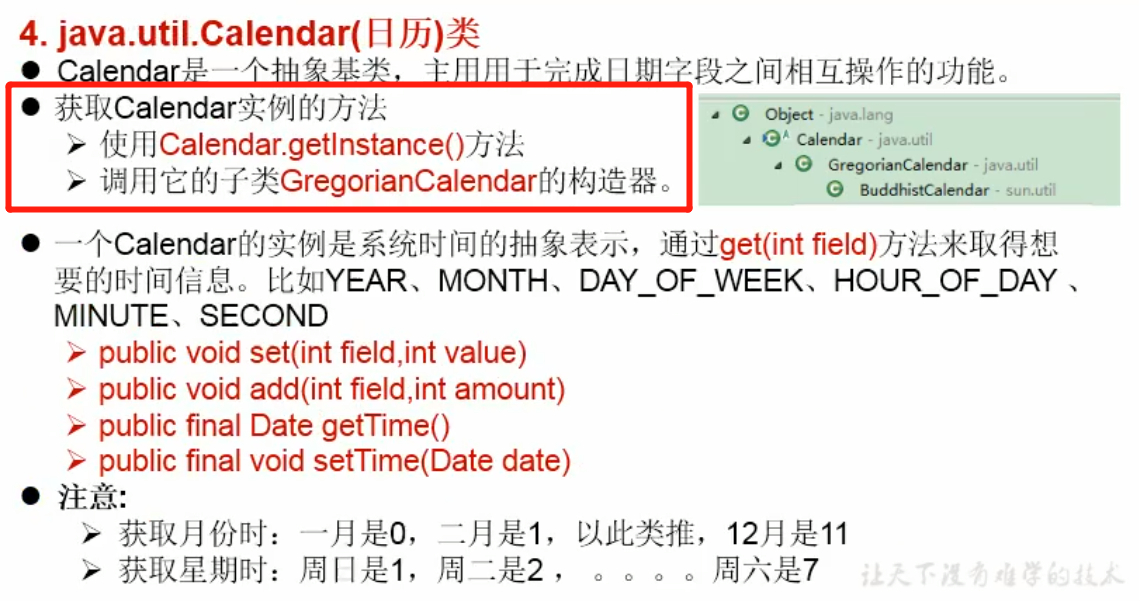 4. java.util.Calendar(日历)类
● Calendar是一个抽象基类，主用用于完成日期字段之间相互操作的功能。
● 获取Calendar实例的方法
➢ 使用Calendar.getInstance()方法
➢ 调用它的子类GregorianCalendar的构造器。
Object - java.lang
Calendar - java.util
GregorianCalendar - java.util
BuddhistCalendar - sun.util
● 一个Calendar的实例是系统时间的抽象表示，通过get(int field)方法来取得想
要的时间信息。比如YEAR、MONTH、DAY_OF_WEEK、HOUR_OF_DAY 、
MINUTE、SECOND
➢ public void set(int field,int value)
➢ public void add(int field,int amount)
➢ public final Date getTime()
➢ public final void setTime(Date date)
● 注意:
➢ 获取月份时：一月是0，二月是1，以此类推，12月是11
➢ 获取星期时：周日是1，周二是2 ， 。。。。周六是7
让天下没有难学的技术